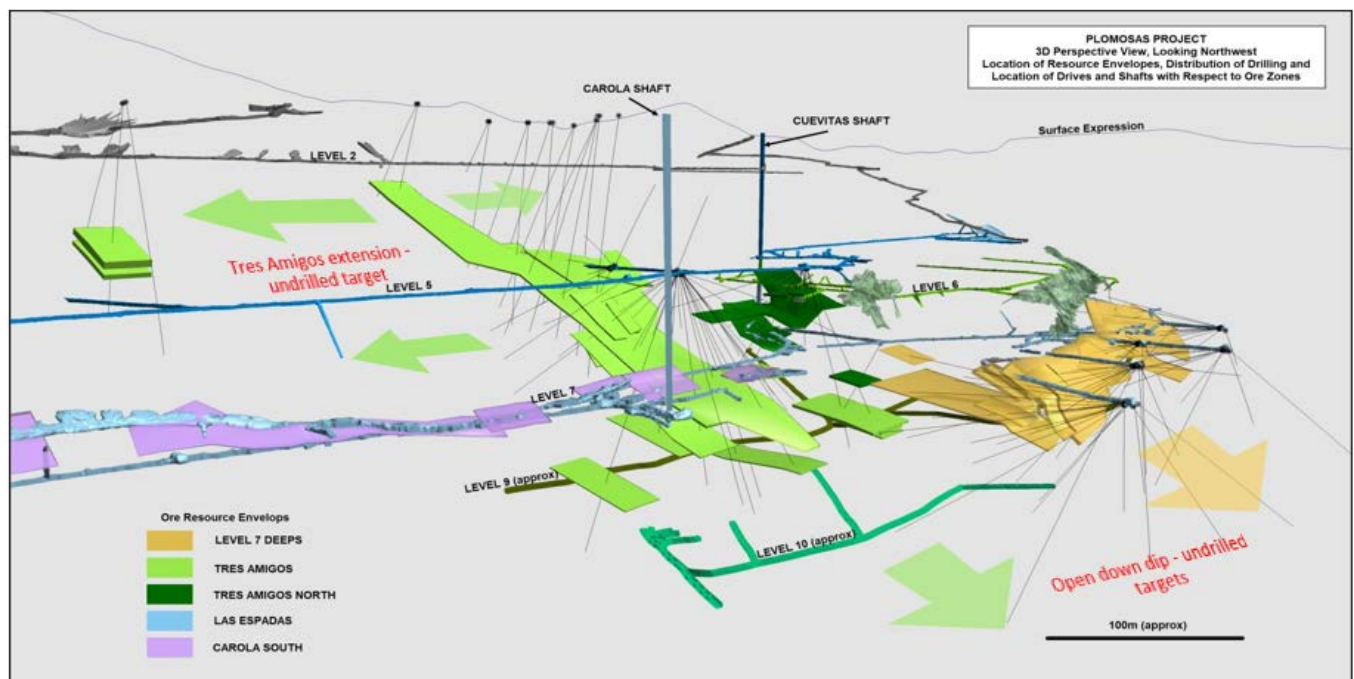 PLOMOSAS PROJECT
3D Perspective View, Looking Northwest
Location of Resource Envelopes, Distribution of Drilling and
Location of Drives and Shafts with Respect to Ore Zones
CAROLA SHAFT
CUEVITAS SHAFT
Surface Expression
LEVEL 2
Tres Amigos extension -
undrilled target
LEVEL 5
LEVEL 6
LEVEL 7
LEVEL 9 (approx)
LEVEL 10 (approx)
Open down dip - undrilled
targets
100m (approx)
Ore Resource Envelops
LEVEL 7 DEEPS
TRES AMIGOS
TRES AMIGOS NORTH
LAS ESPADAS
CAROLA SOUTH